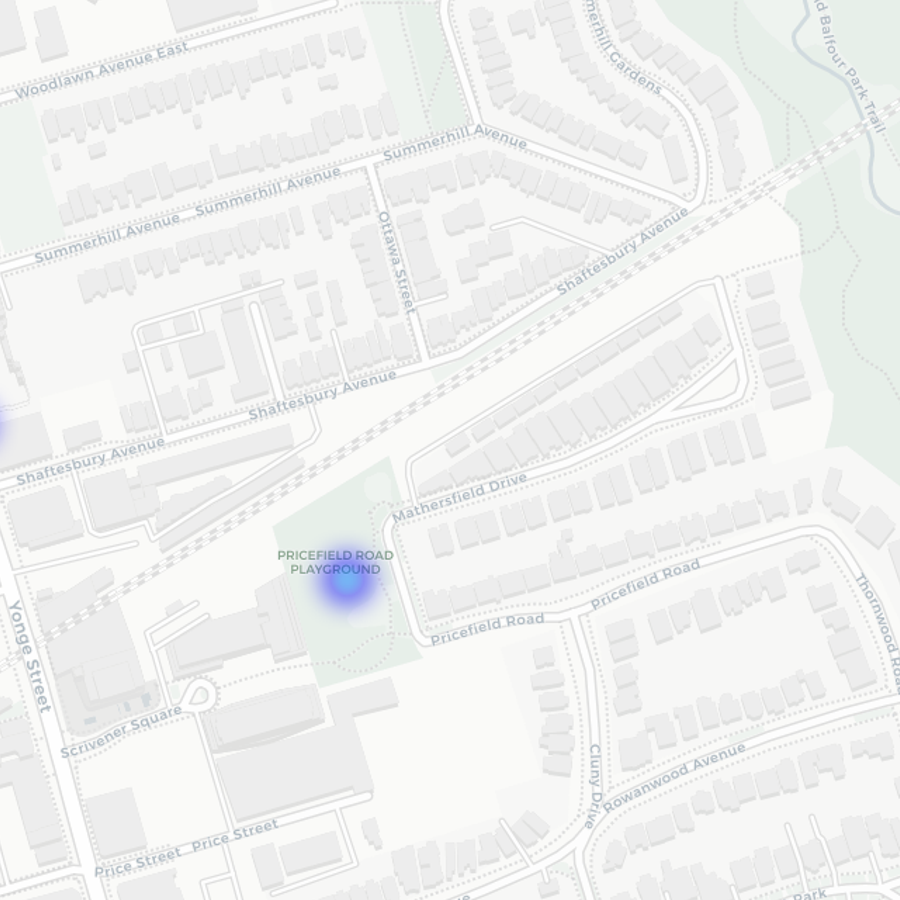 Woodlawn Avenue East
merhill Gardens
d Balfour Park Trail
Summerhill Avenue
Summerhill Avenue
Summerhill Avenue
Ottawa Street
Shaftesbury Avenue
Shaftesbury Avenue
Shaftesbury Avenue
Mathersfield Drive
PRICEFIELD ROAD
PLAYGROUND
Pricefield Road
Pricefield Road
Thornwood Road
Yonge Street
Scrivener Square
Cluny Drive
Rowanwood Avenue
Price Street
Price Street
Park